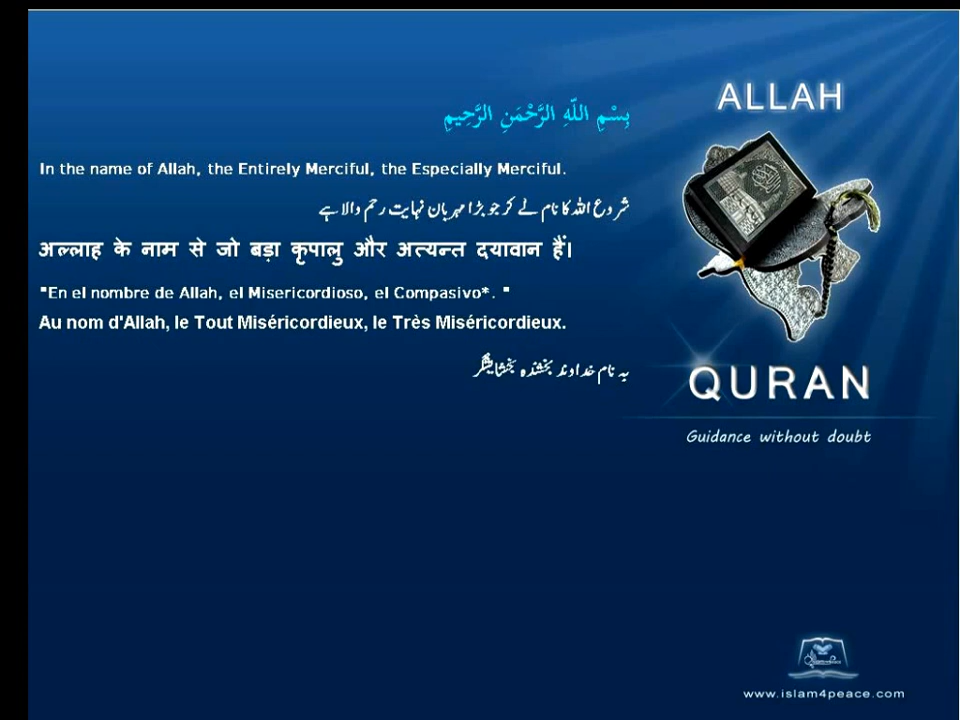 بِسْمِ اللّهِ الرَّحْمَنِ الرَّحِيمِ
In the name of Allah, the Entirely Merciful, the Especially Merciful.
شروع الله کا نام لے کر جو بڑا مہربان نہایت رحم والا ہے
अल्लाह के नाम से जो बड़ा कृपालु और अत्यन्त दयावान हैं।
"En el nombre de Allah, el Misericordioso, el Compasivo*. "
Au nom d'Allah, le Tout Miséricordieux, le Très Miséricordieux.
به نام خداوند بخشنده بخشایشگر
ALLAH
QURAN
Guidance without doubt
www.islam4peace.com